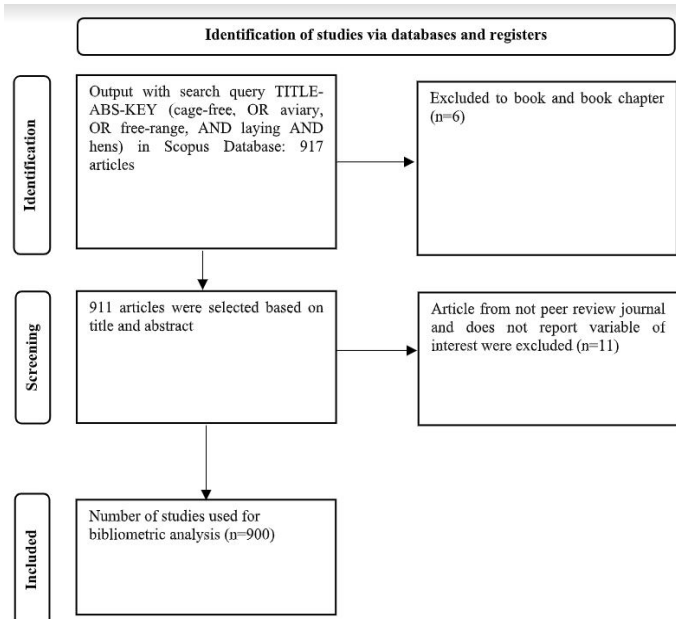 Identification of studies via databases and registers
Identification
Output with search query TITLE-
ABS-KEY (cage-free, OR aviary,
OR free-range, AND laying AND
hens) in Scopus Database: 917
articles
Excluded to book and book chapter
(n=6)
Screening
911 articles were selected based on
title and abstract
Article from not peer review journal
and does not report variable of
interest were excluded (n=11)
Included
Number of studies used for
bibliometric analysis (n=900)